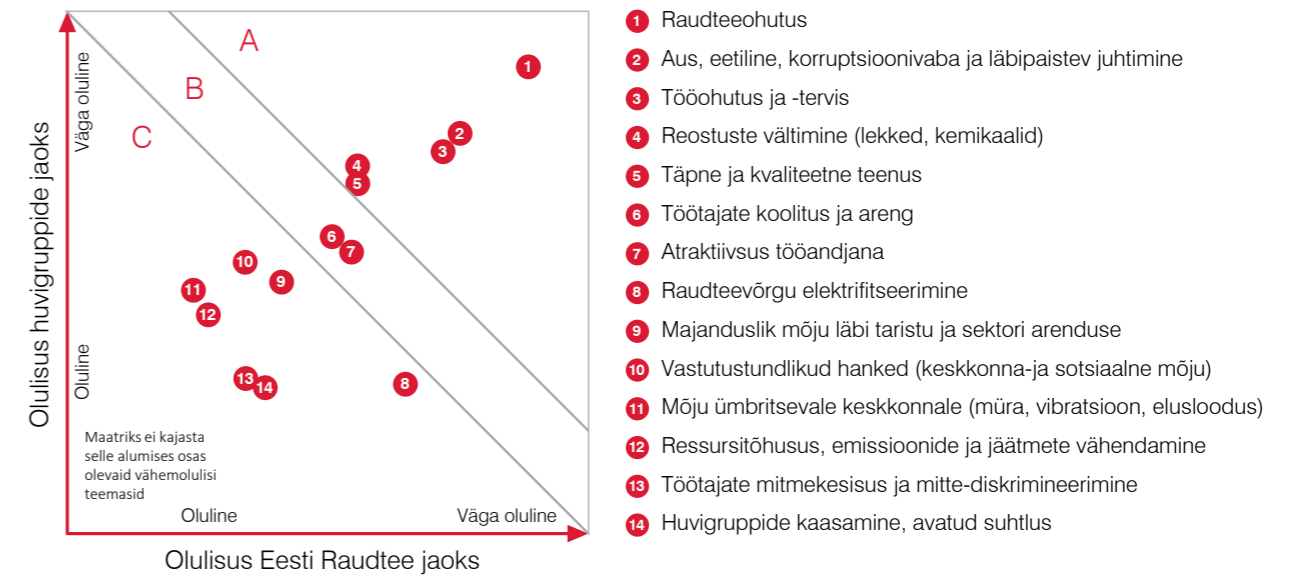 Olulisus huvigruppide jaoks
Väga oluline
Oluline
A
B
C
1
2
3
4
5
6
7
10
9
11
12
13
14
8
Maatriks ei kajasta
selle alumises osas
olevaid vähemolulisi
teemasid
Oluline
Väga oluline
Olulisus Eesti Raudtee jaoks
1 Raudteeohutus
2 Aus, eetiline, korruptsioonivaba ja läbipaistev juhtimine
3 Tööohutus ja -tervis
4 Reostuste vältimine (lekked, kemikaalid)
5 Täpne ja kvaliteetne teenus
6 Töötajate koolitus ja areng
7 Atraktiivsus tööandjana
8 Raudteevõrgu elektrifitseerimine
9 Majanduslik mõju läbi taristu ja sektori arenduse
10 Vastutustundlikud hanked (keskkonna-ja sotsiaalne mõju)
11 Mõju ümbritsevale keskkonnale (müra, vibratsioon, elusloodus)
12 Ressursitõhusus, emissioonide ja jäätmete vähendamine
13 Töötajate mitmekesisus ja mitte-diskrimineerimine
14 Huvigruppide kaasamine, avatud suhtlus